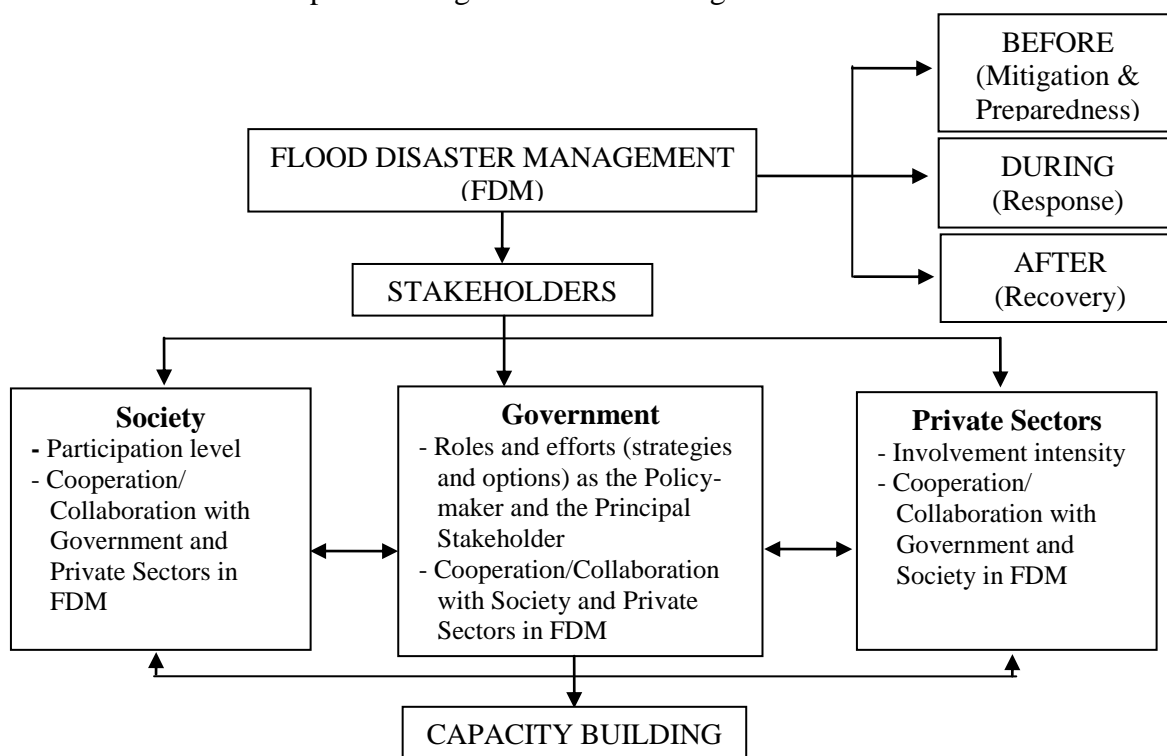 BEFORE
(Mitigation &
Preparedness)
FLOOD DISASTER MANAGEMENT
(FDM)
DURING
(Response)
AFTER
(Recovery)
STAKEHOLDERS
Society
- Participation level
- Cooperation/
Collaboration with
Government and
Private Sectors in
FDM
Government
- Roles and efforts (strategies
and options) as the Policy-
maker and the Principal
Stakeholder
- Cooperation/Collaboration
with Society and Private
Sectors in FDM
Private Sectors
- Involvement intensity
- Cooperation/
Collaboration with
Government and
Society in FDM
CAPACITY BUILDING